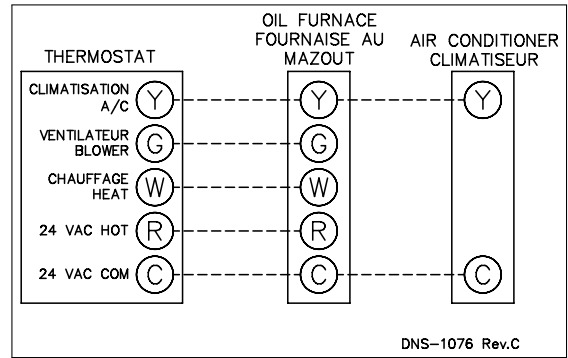 THERMOSTAT
OIL FURNACE
FOURNAISE AU
MAZOUT
AIR CONDITIONER
CLIMATISEUR
CLIMATISATION
A/C
Y
Y
Y
VENTILATEUR
BLOWER
G
G
CHAUFFAGE
HEAT
W
W
24 VAC HOT
R
R
24 VAC COM
C
C
C
DNS-1076 Rev.C